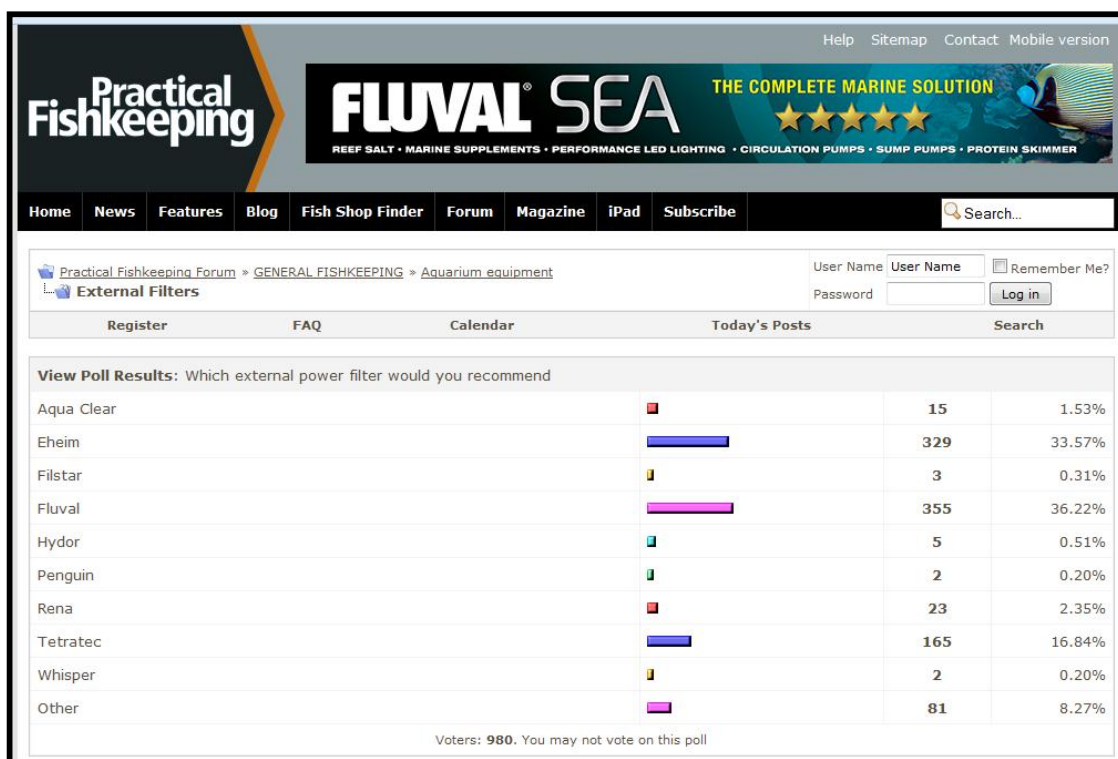 Help Sitemap Contact Mobile version
Practical
Fishkeeping
FLUVAL® SEA
THE COMPLETE MARINE SOLUTION
REEF SALT • MARINE SUPPLEMENTS • PERFORMANCE LED LIGHTING • CIRCULATION PUMPS • SUMP PUMPS • PROTEIN SKIMMER
Home News Features Blog Fish Shop Finder Forum Magazine iPad Subscribe Search...
Practical Fishkeeping Forum » GENERAL FISHKEEPING » Aquarium equipment
External Filters
User Name User Name Remember Me?
Password Log in
Register FAQ Calendar Today's Posts Search
View Poll Results: Which external power filter would you recommend
Aqua Clear 15 1.53%
Eheim 329 33.57%
Filstar 3 0.31%
Fluval 355 36.22%
Hydor 5 0.51%
Penguin 2 0.20%
Rena 23 2.35%
Tetratec 165 16.84%
Whisper 2 0.20%
Other 81 8.27%
Voters: 980. You may not vote on this poll